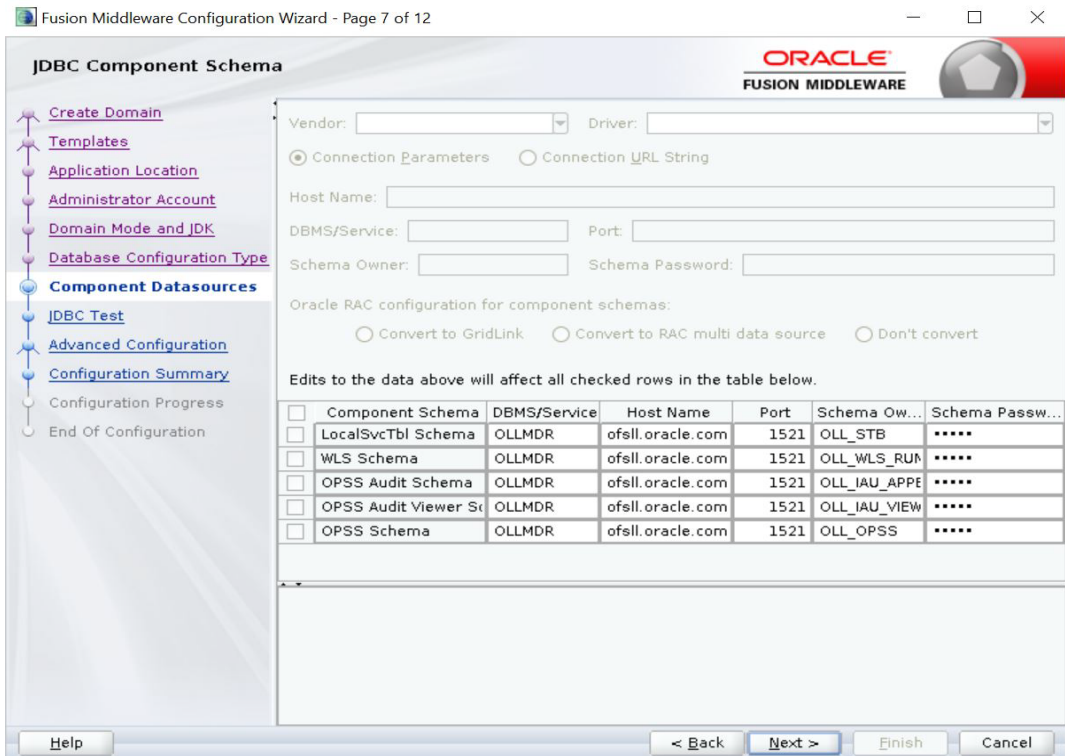 Fusion Middleware Configuration Wizard - Page 7 of 12
JDBC Component Schema
ORACLE
FUSION MIDDLEWARE
Create Domain
Templates
Application Location
Administrator Account
Domain Mode and JDK
Database Configuration Type
Component Datasources
JDBC Test
Advanced Configuration
Configuration Summary
Configuration Progress
End Of Configuration
Vendor: Driver:
Connection Parameters Connection URL String
Host Name:
DBMS/Service: Port:
Schema Owner: Schema Password:
Oracle RAC configuration for component schemas:
Convert to GridLink Convert to RAC multi data source Don't convert
Edits to the data above will affect all checked rows in the table below.
Component Schema DBMS/Service Host Name Port Schema Ow... Schema Passw...
LocalSvcTbl Schema OLLMDR ofsll.oracle.com 1521 OLL_STB •••••
WLS Schema OLLMDR ofsll.oracle.com 1521 OLL_WLS_RUN •••••
OPSS Audit Schema OLLMDR ofsll.oracle.com 1521 OLL_IAU_APPE •••••
OPSS Audit Viewer Sc OLLMDR ofsll.oracle.com 1521 OLL_IAU_VIEW •••••
OPSS Schema OLLMDR ofsll.oracle.com 1521 OLL_OPSS •••••
Help < Back Next > Finish Cancel